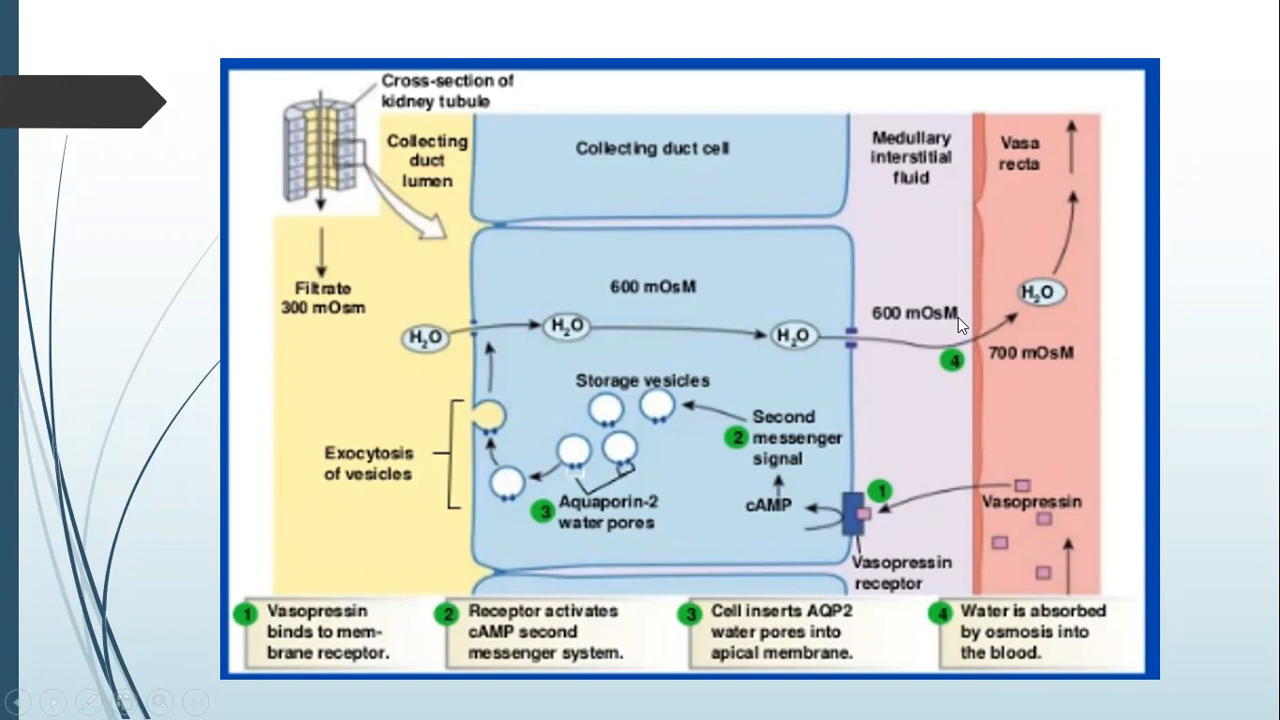 Cross-section of
kidney tubule
Collecting
duct
lumen
Collecting duct cell
Medullary
interstitial
fluid
Vasa
recta
Filtrate
300 mOsm
600 mOsM
H₂O
H₂O
H₂O
600 mOsM
H₂O
4
700 mOsM
Storage vesicles
Second
2 messenger
signal
Exocytosis
of vesicles
3 Aquaporin-2
water pores
cAMP
1
Vasopressin
Vasopressin
receptor
1 Vasopressin
binds to mem-
brane receptor.
2 Receptor activates
cAMP second
messenger system.
3 Cell inserts AQP2
water pores into
apical membrane.
4 Water is absorbed
by osmosis into
the blood.